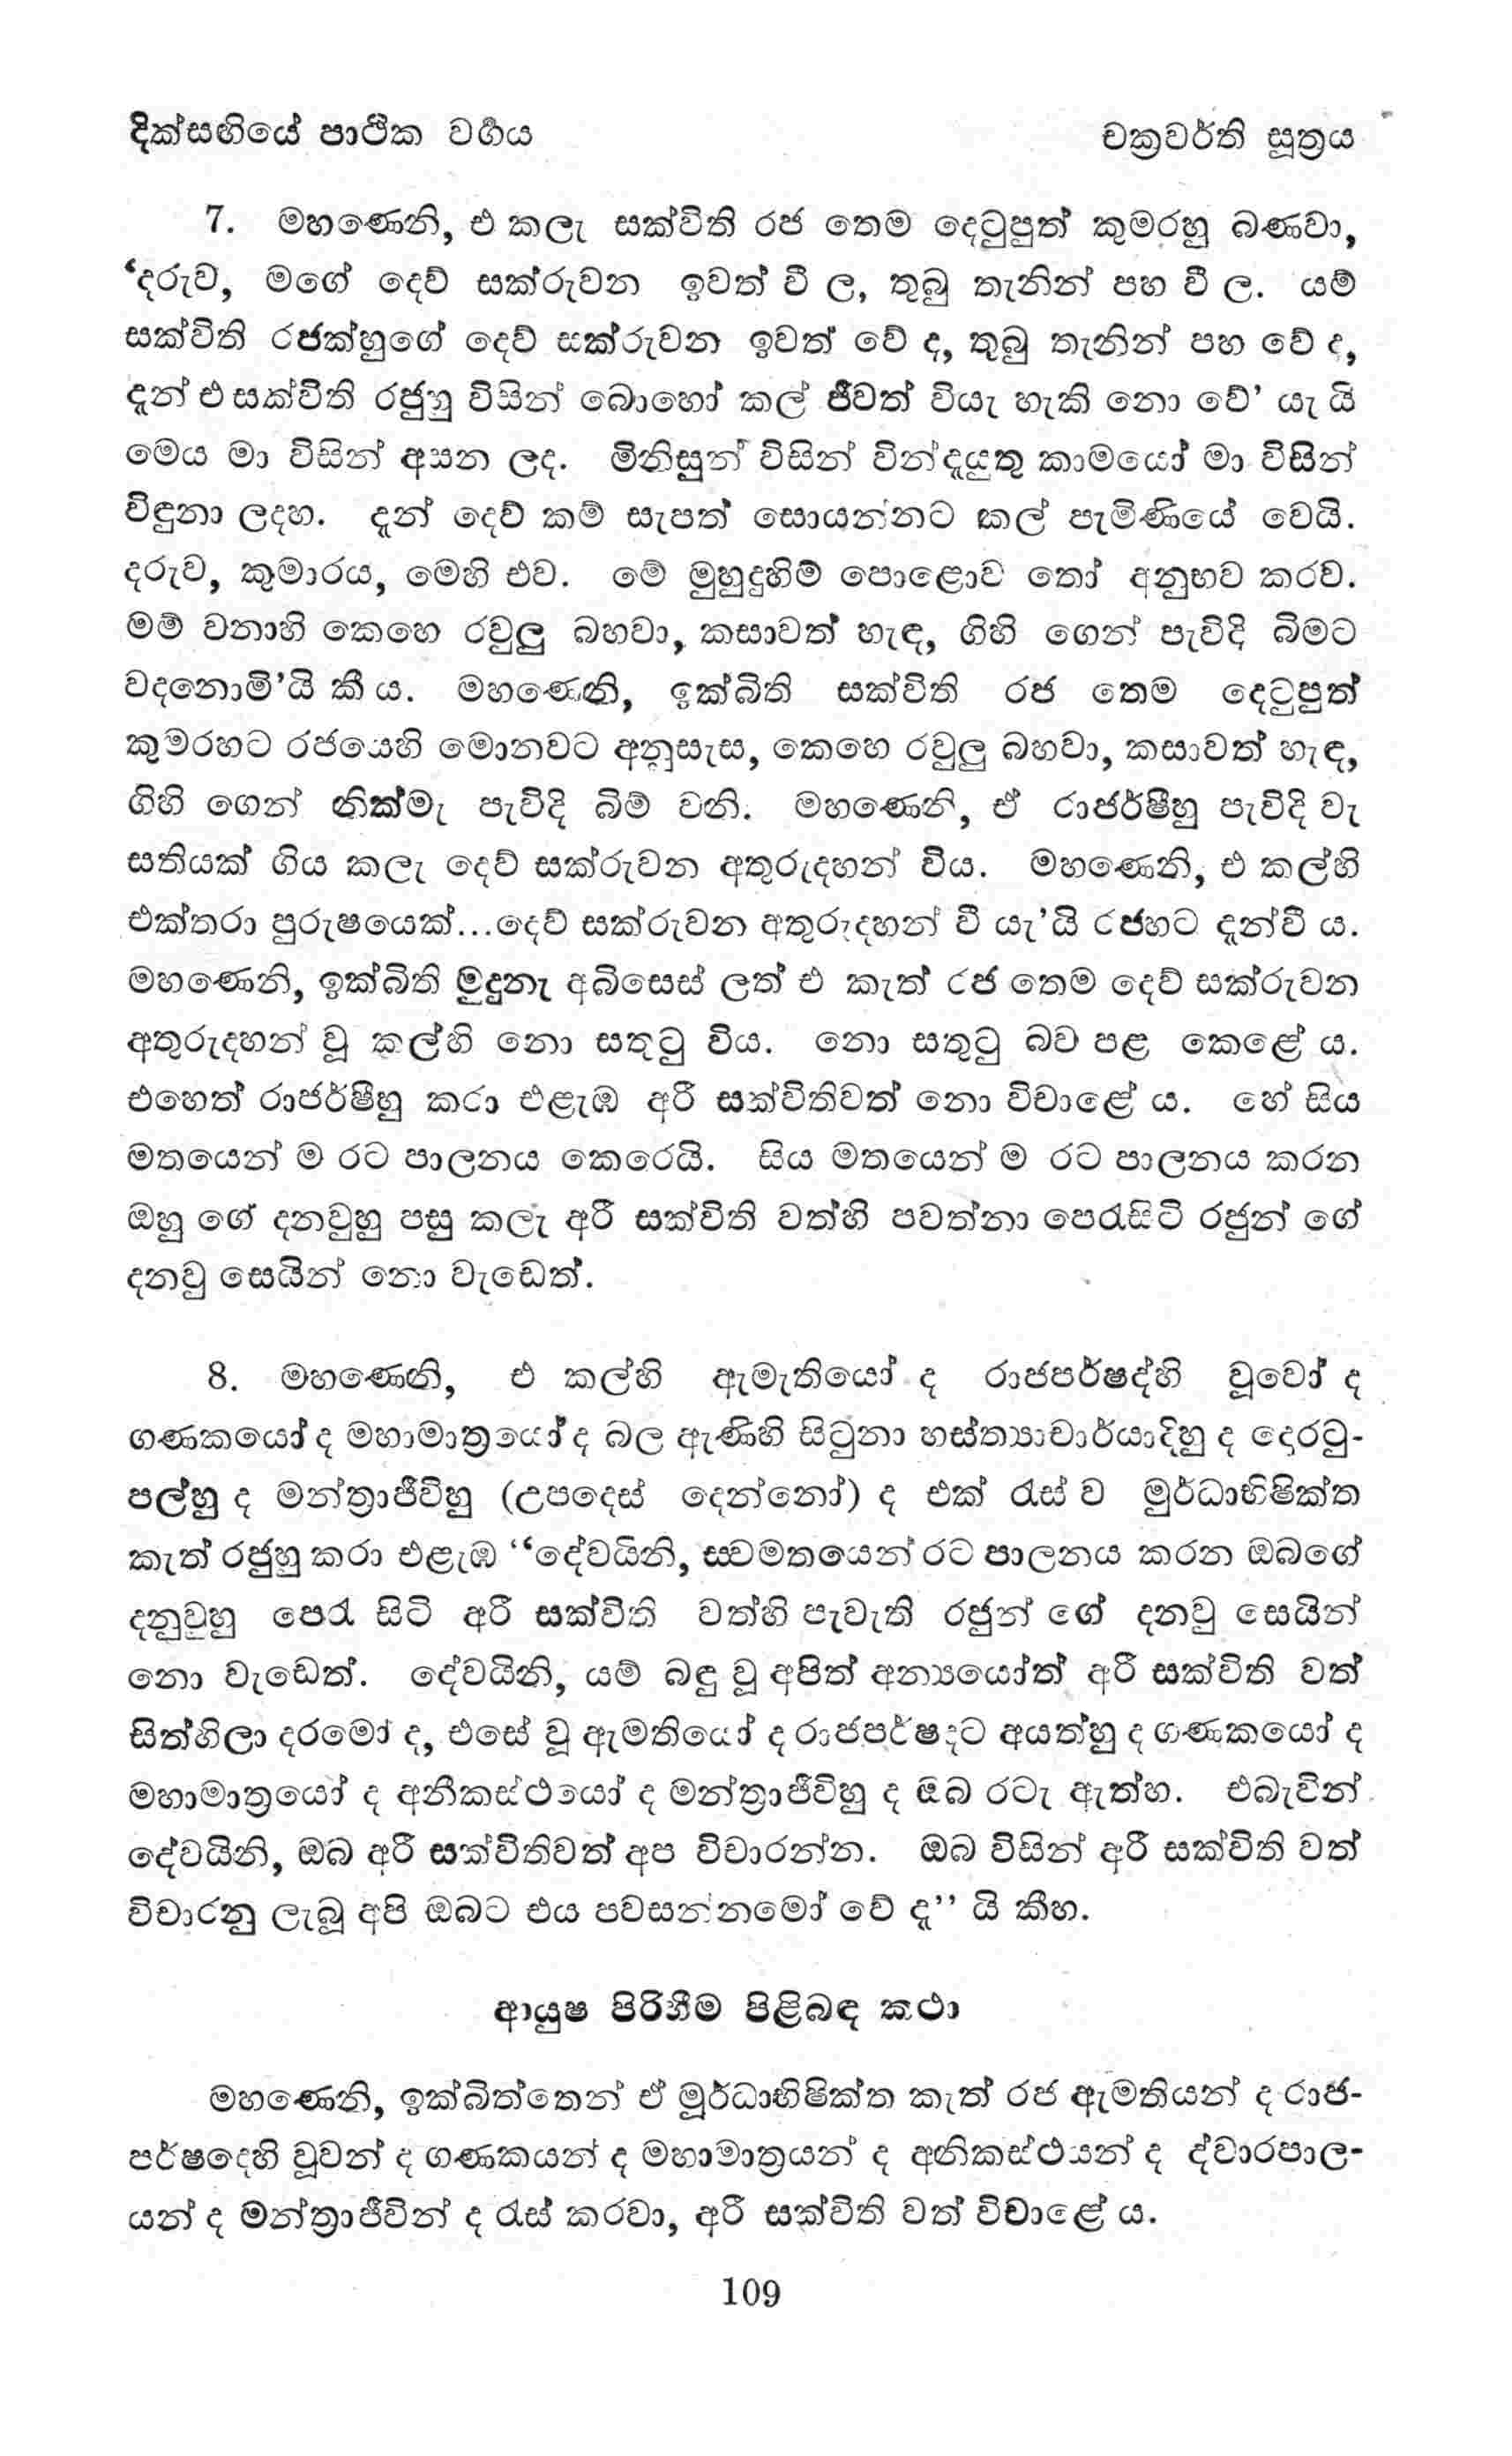 දික්සඟියේ පාථික වර්‍ගය
චක්‍රවර්ති සූත්‍රය
7. මහණෙනි, එ කලැ සක්විති රජ තෙම දෙටුපුත් කුමරහු බණවා,
‘දරුව, මගේ දෙව් සක්රුවන ඉවත් වී ල, තුබු තැනින් පහ වී ල. යම්
සක්විති රජක්හුගේ දෙව් සක්රුවන ඉවත් වේ ද, තුබු තැනින් පහ වේ ද,
දැන් එ සක්විති රජුහු විසින් බොහෝ කල් ජීවත් වියැ හැකි නො වේ’ යැ යි
මෙය මා විසින් අසන ලද. මිනිසුන් විසින් වින්දයුතු කාමයෝ මා විසින්
විඳුනා ලදහ. දැන් දෙව් කම් සැපත් සොයන්නට කල් පැමිණියේ වෙයි.
දරුව, කුමාරය, මෙහි එව. මේ මුහුදුහිම් පොළොව තෝ අනුභව කරව.
මම් වනාහි කෙහෙ රවුලු බහවා, කසාවත් හැඳ, ගිහි ගෙන් පැවිදි බිමට
වදනොමි’යි කී ය. මහණෙනි, ඉක්බිති සක්විති රජ තෙම දෙටුපුත්
කුමරහට රජයෙහි මොනවට අනුසැස, කෙහෙ රවුලු බහවා, කසාවත් හැඳ,
ගිහි ගෙන් නික්මැ පැවිදි බිම් වනි. මහණෙනි, ඒ රාජර්ෂීහු පැවිදි වැ
සතියක් ගිය කලැ දෙව් සක්රුවන අතුරුදහන් විය. මහණෙනි, එ කල්හි
එක්තරා පුරුෂයෙක්...දෙව් සක්රුවන අතුරුදහන් වී යැ’යි රජහට දැන්වී ය.
මහණෙනි, ඉක්බිති මුදුනැ අබිසෙස් ලත් එ කැත් රජ තෙම දෙව් සක්රුවන
අතුරුදහන් වූ කල්හි නො සතුටු විය. නො සතුටු බව පළ කෙළේ ය.
එහෙත් රාජර්ෂීහු කරා එළැඹ අරී සක්විතිවත් නො විචාළේ ය. හේ සිය
මතයෙන් ම රට පාලනය කෙරෙයි. සිය මතයෙන් ම රට පාලනය කරන
ඔහු ගේ දනවුහු පසු කලැ අරී සක්විති වත්හි පවත්නා පෙරැසිටි රජුන් ගේ
දනවු සෙයින් නො වැඩෙත්.
8. මහණෙනි, එ කල්හි ඇමැතියෝ ද රාජපර්ෂද්හි වූවෝ ද
ගණකයෝ ද මහාමාත්‍රයෝ ද බල ඇණිහි සිටුනා හස්ත්‍යාචාර්යාදිහු ද දොරටු-
පල්හු ද මන්ත්‍රාජීවිහු (උපදෙස් දෙන්නෝ) ද එක් රැස් ව මුර්ධාභිෂික්ත
කැත් රජුහු කරා එළැඹ ‘‘දේවයිනි, ස්වමතයෙන් රට පාලනය කරන ඔබගේ
දනුවුහු පෙරැ සිටි අරී සක්විති වත්හි පැවැති රජුන් ගේ දනවු සෙයින්
නො වැඩෙත්. දේවයිනි, යම් බඳු වූ අපිත් අන්‍යයෝත් අරී සක්විති වත්
සිත්හිලා දරමෝ ද, එසේ වූ ඇමතියෝ ද රාජපර්ෂදට අයත්හු ද ගණකයෝ ද
මහාමාත්‍රයෝ ද අනීකස්ථයෝ ද මන්ත්‍රාජීවිහු ද ඔබ රටැ ඇත්හ. එබැවින්
දේවයිනි, ඔබ අරී සක්විතිවත් අප විචාරන්න. ඔබ විසින් අරී සක්විති වත්
විචාරනු ලැබූ අපි ඔබට එය පවසන්නමෝ වේ දැ’’ යි කීහ.
ආයුෂ පිරිහීම පිළිබඳ කථා
මහණෙනි, ඉක්බිත්තෙන් ඒ මූර්ධාභිෂික්ත කැත් රජ ඇමතියන් ද රාජ-
පර්ෂදෙහි වූවන් ද ගණකයන් ද මහාමාත්‍රයන් ද අනිකස්ථයන් ද ද්වාරපාල-
යන් ද මන්ත්‍රාජීවින් ද රැස් කරවා, අරී සක්විති වත් විචාළේ ය.
109